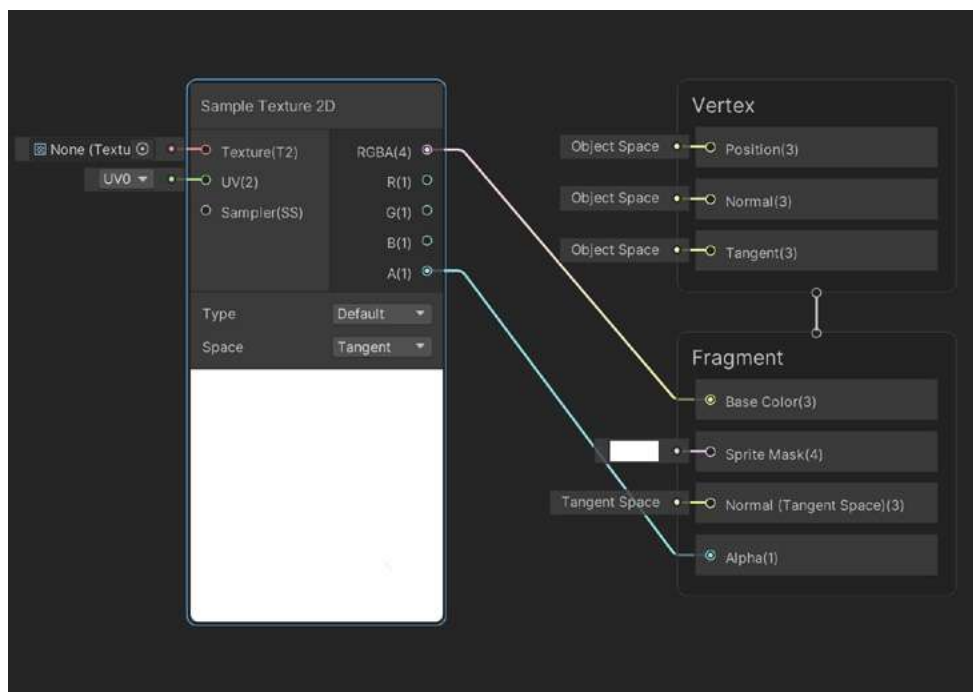 Sample Texture 2D
None (Textu
Texture(T2)
RGBA(4)
UV0
UV(2)
R(1)
Sampler(SS)
G(1)
B(1)
A(1)
Type
Default
Space
Tangent
Vertex
Object Space
Position(3)
Object Space
Normal(3)
Object Space
Tangent(3)
Fragment
Base Color(3)
Sprite Mask(4)
Tangent Space
Normal (Tangent Space)(3)
Alpha(1)